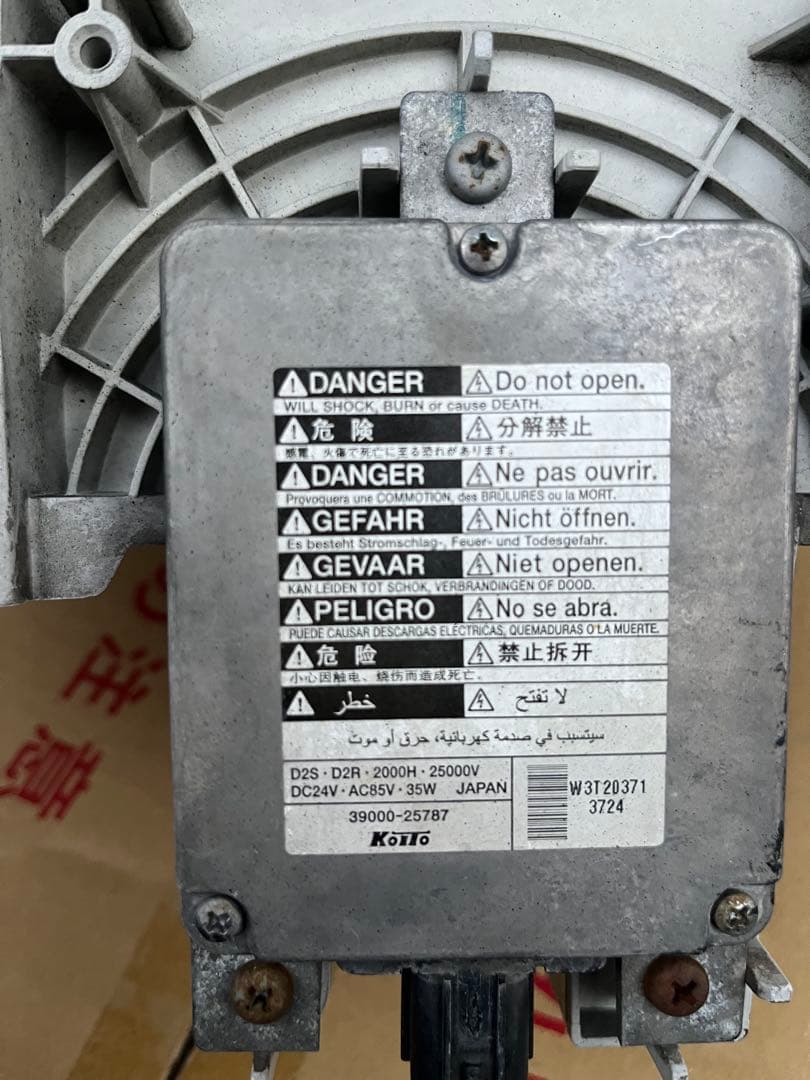 DANGER Do not open.
WILL SHOCK, BURN or cause DEATH.
危険 分解禁止
感電、火傷で死亡に至る恐れがあります。
DANGER Ne pas ouvrir.
Provoquera une COMMOTION, des BRÛLURES ou la MORT.
GEFAHR Nicht öffnen.
Es besteht Stromschlag-, Feuer- und Todesgefahr.
GEVAAR Niet openen.
KAN LEIDEN TOT SCHOK, VERBRANDINGEN OF DOOD.
PELIGRO No se abra.
PUEDE CAUSAR DESCARGAS ELÉCTRICAS, QUEMADURAS O LA MUERTE.
危险 禁止拆开
小心因触电、烧伤而造成死亡.
خطر لا تفتح
سيتسبب في صدمة كهربائية، حرق أو موت
D2S · D2R · 2000H · 25000V
DC24V · AC85V · 35W JAPAN
39000-25787
KOITO
W3T20371
3724
注意